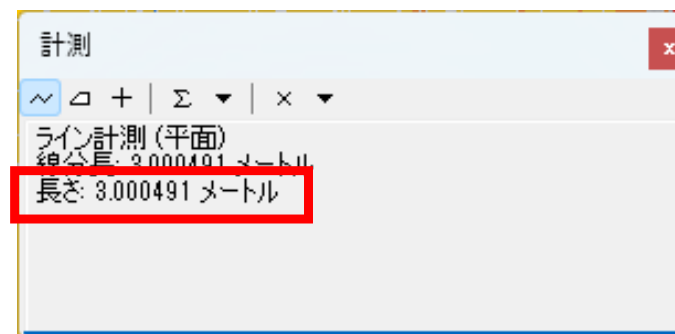 計測
x
Σ
ライン計測 (平面)
線分長: 3.000491 メートル
長さ: 3.000491 メートル